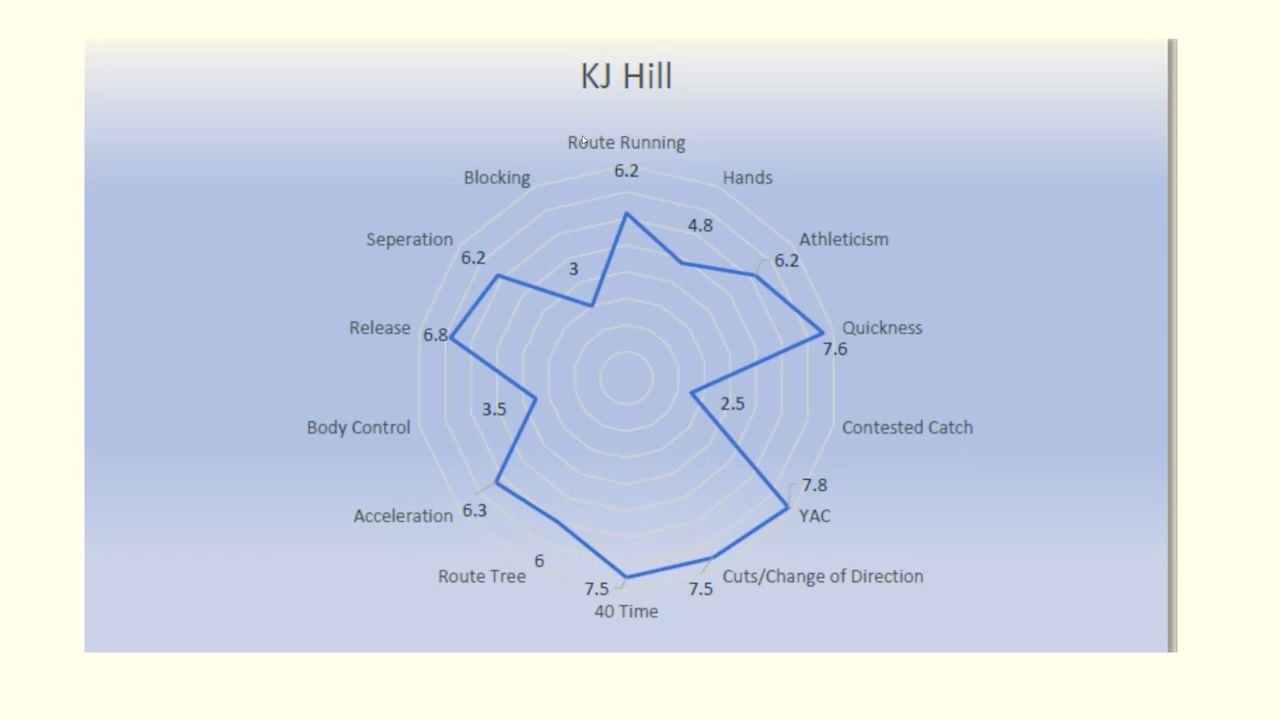 KJ Hill
Route Running
6.2
Blocking
Hands
4.8
Seperation
Athleticism
6.2
6.2
3
Release
6.8
Quickness
7.6
2.5
3.5
Body Control
Contested Catch
7.8
Acceleration
6.3
YAC
6
Route Tree
Cuts/Change of Direction
7.5
7.5
40 Time